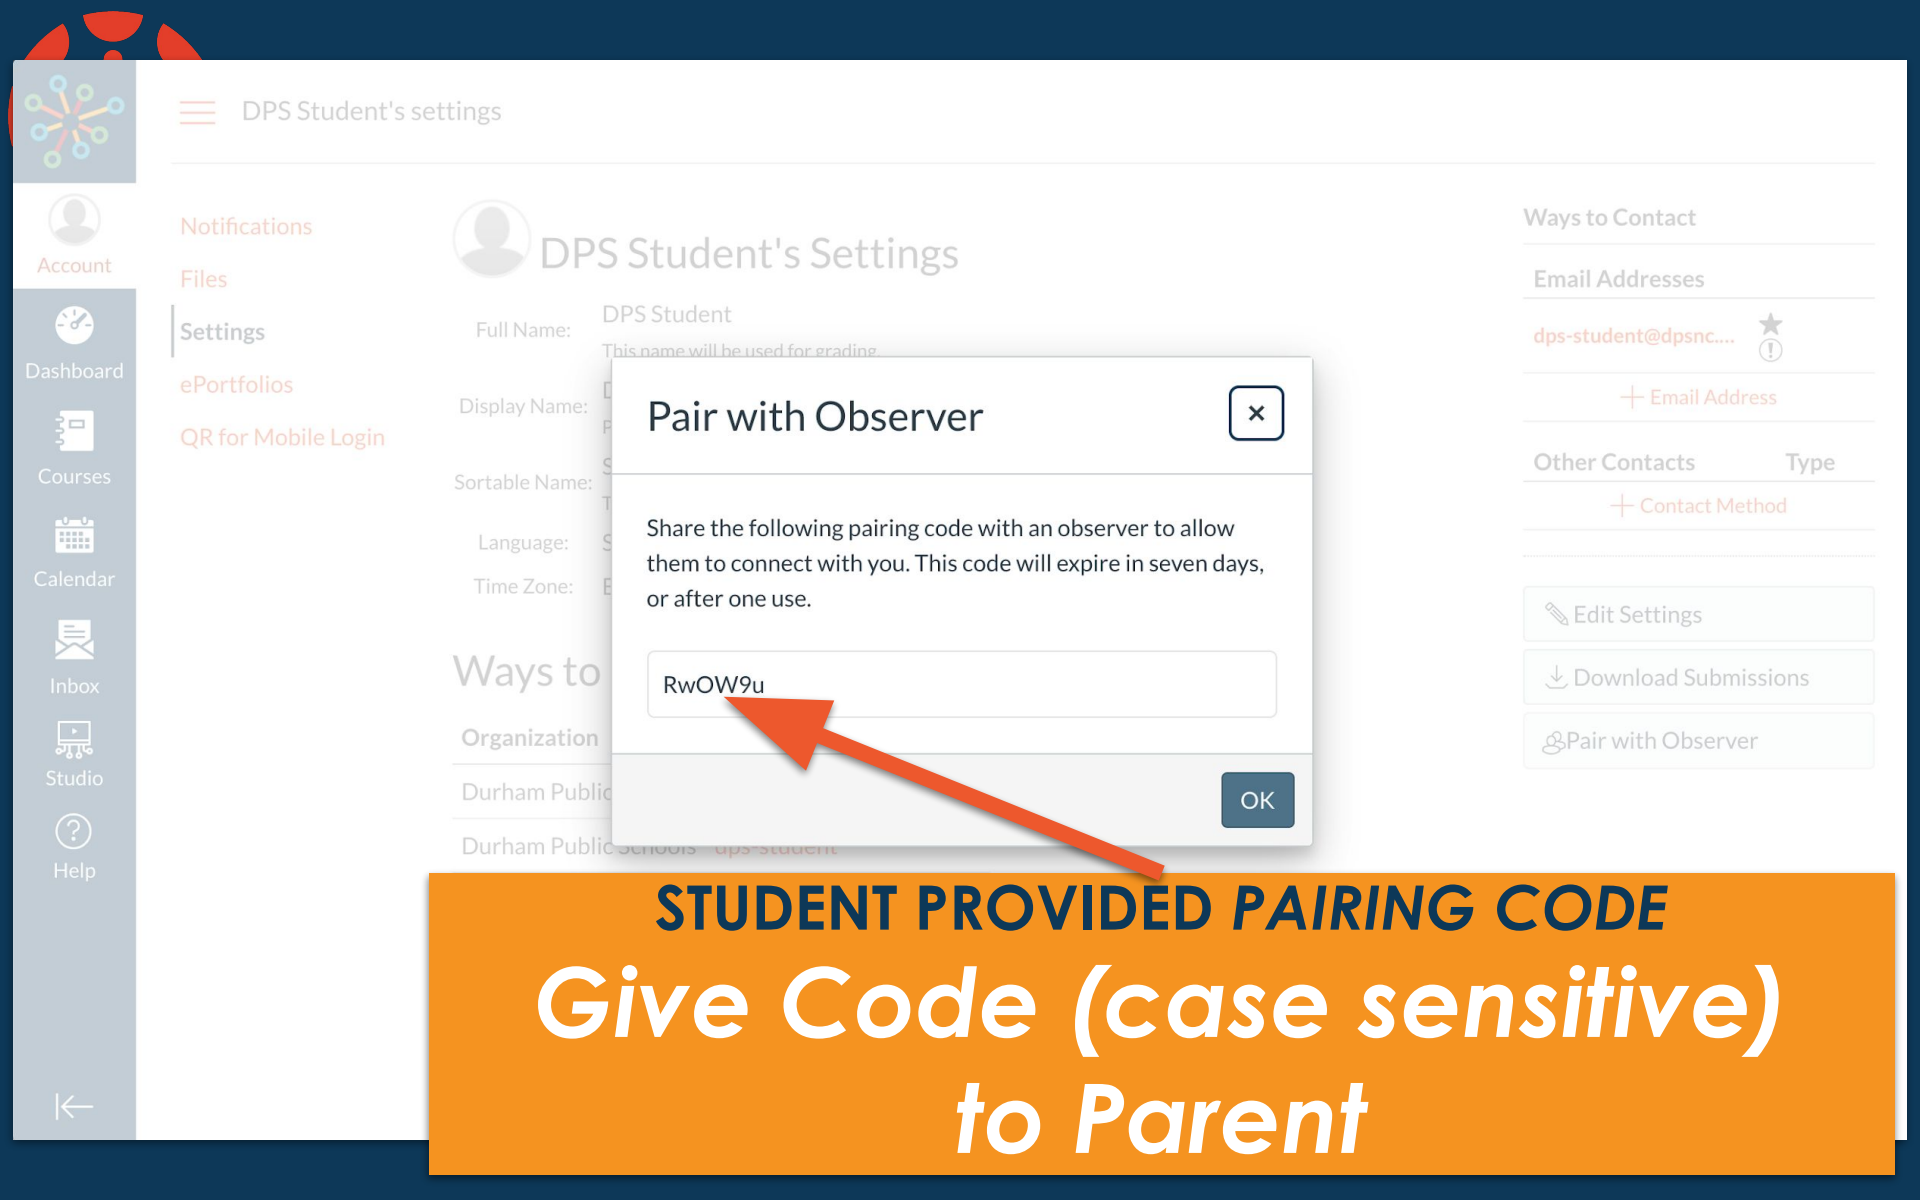 DPS Student's settings
Account
Dashboard
Courses
Calendar
Inbox
Studio
Help
Notifications
Files
Settings
ePortfolios
QR for Mobile Login
DPS Student's Settings
Full Name:
DPS Student
This name will be used for grading.
Display Name:
Sortable Name:
Language:
Time Zone:
Ways to
Organization
Durham Public
Durham Public Schools dps-student
Pair with Observer
×
Share the following pairing code with an observer to allow
them to connect with you. This code will expire in seven days,
or after one use.
RwOW9u
OK
Ways to Contact
Email Addresses
dps-student@dpsnc....
Email Address
Other Contacts Type
Contact Method
Edit Settings
Download Submissions
Pair with Observer
STUDENT PROVIDED PAIRING CODE
Give Code (case sensitive)
to Parent